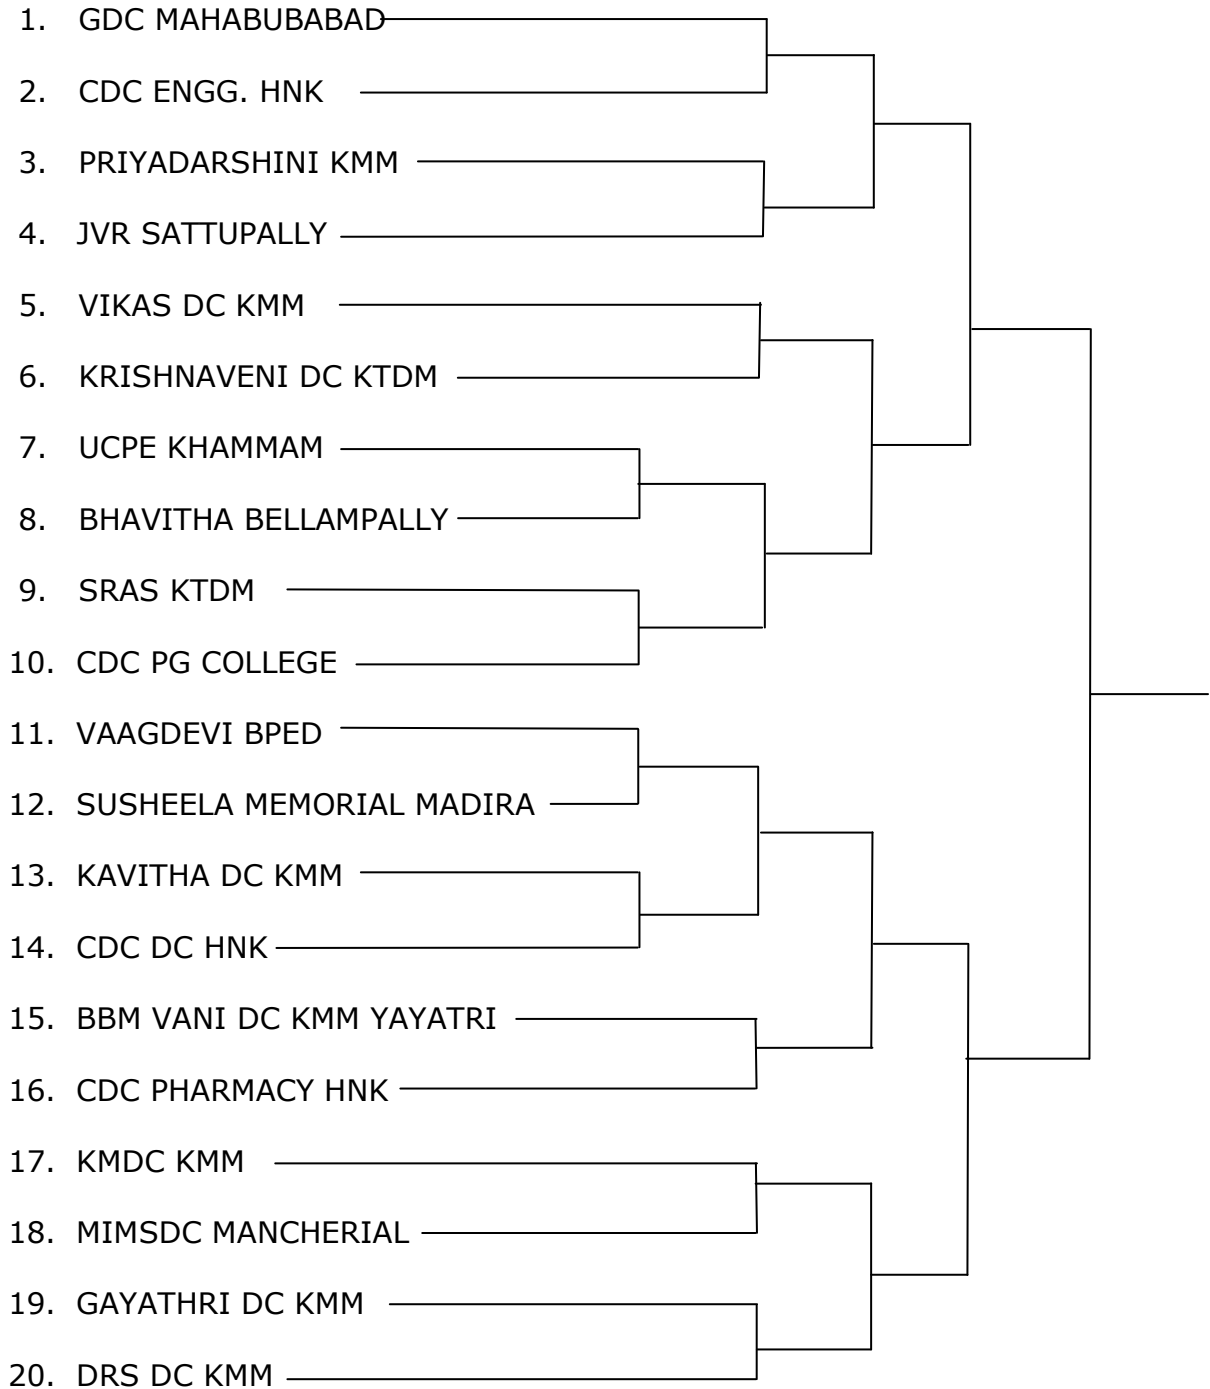 1. GDC MAHABUBABAD
2. CDC ENGG. HNK
3. PRIYADARSHINI KMM
4. JVR SATTUPALLY
5. VIKAS DC KMM
6. KRISHNAVENI DC KTDM
7. UCPE KHAMMAM
8. BHAVITHA BELLAMPALLY
9. SRAS KTDM
10. CDC PG COLLEGE
11. VAAGDEVI BPED
12. SUSHEELA MEMORIAL MADIRA
13. KAVITHA DC KMM
14. CDC DC HNK
15. BBM VANI DC KMM YAYATRI
16. CDC PHARMACY HNK
17. KMDC KMM
18. MIMSDC MANCHERIAL
19. GAYATHRI DC KMM
20. DRS DC KMM